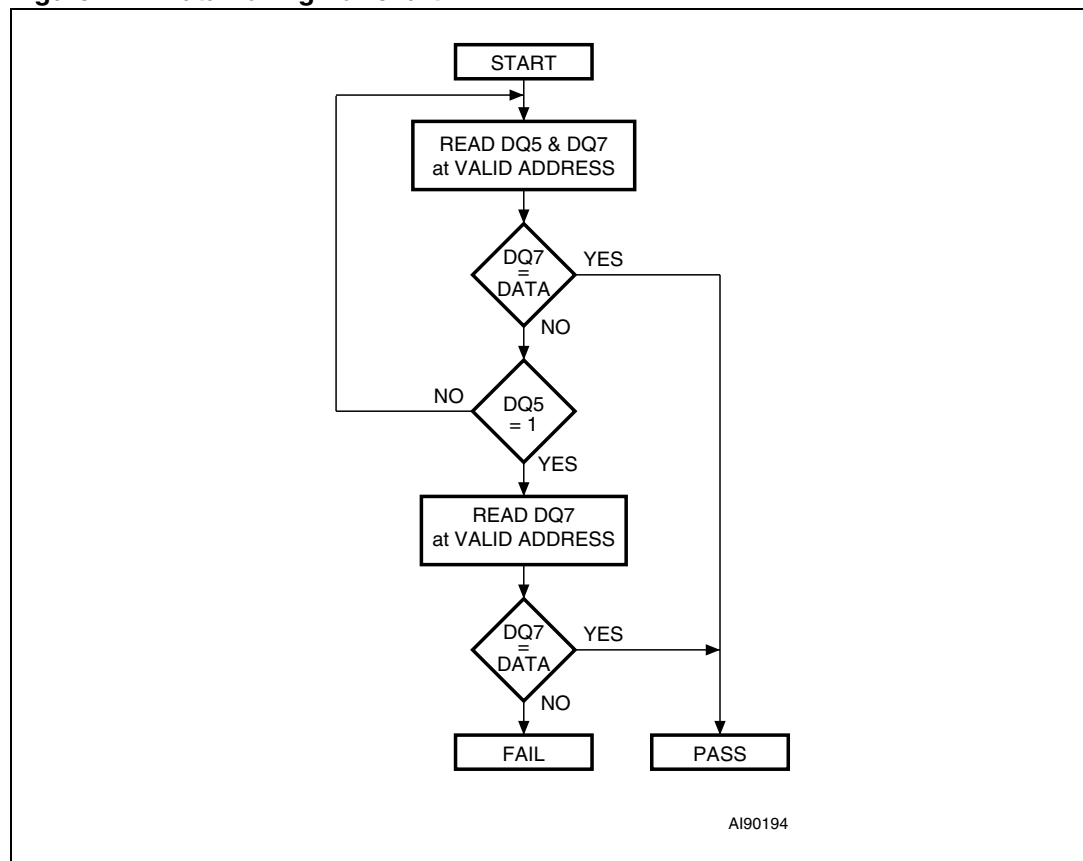 START
READ DQ5 & DQ7
at VALID ADDRESS
DQ7
=
DATA
YES
NO
DQ5
= 1
NO
YES
READ DQ7
at VALID ADDRESS
DQ7
=
DATA
YES
NO
FAIL
PASS
AI90194